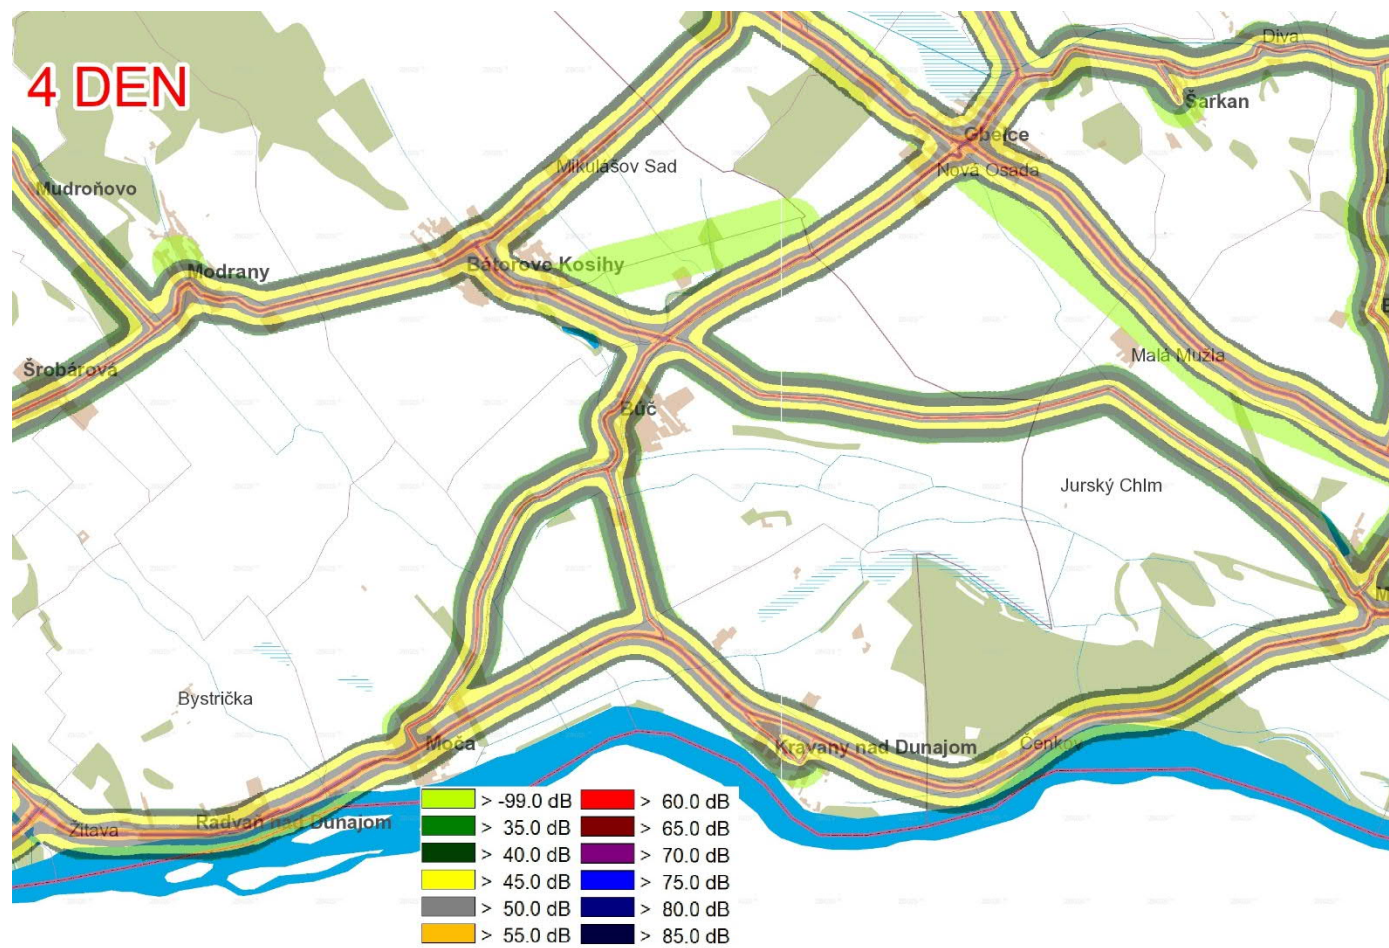 4 DEN
Diva
Šarkan
Gbelce
Mikulášov Sad
Nová Osada
Mudroňovo
Modrany
Bátorove Kosihy
Malá Mužla
Šrobárová
Búč
Jurský Chlm
Bystrička
Moča
Kravany nad Dunajom
Čenkov
Žitava
Radvaň nad Dunajom
> -99.0 dB > 60.0 dB
> 35.0 dB > 65.0 dB
> 40.0 dB > 70.0 dB
> 45.0 dB > 75.0 dB
> 50.0 dB > 80.0 dB
> 55.0 dB > 85.0 dB